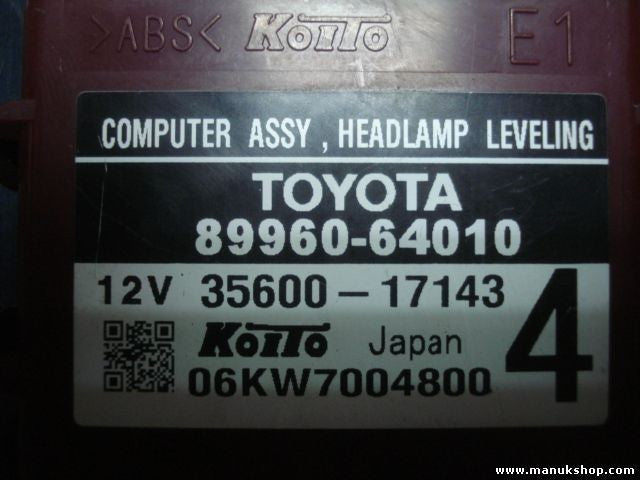 >ABS< KOITO E1
COMPUTER ASSY , HEADLAMP LEVELING
TOYOTA
89960-64010
12V 35600-17143 4
KOITO Japan
06KW7004800
www.manukshop.com